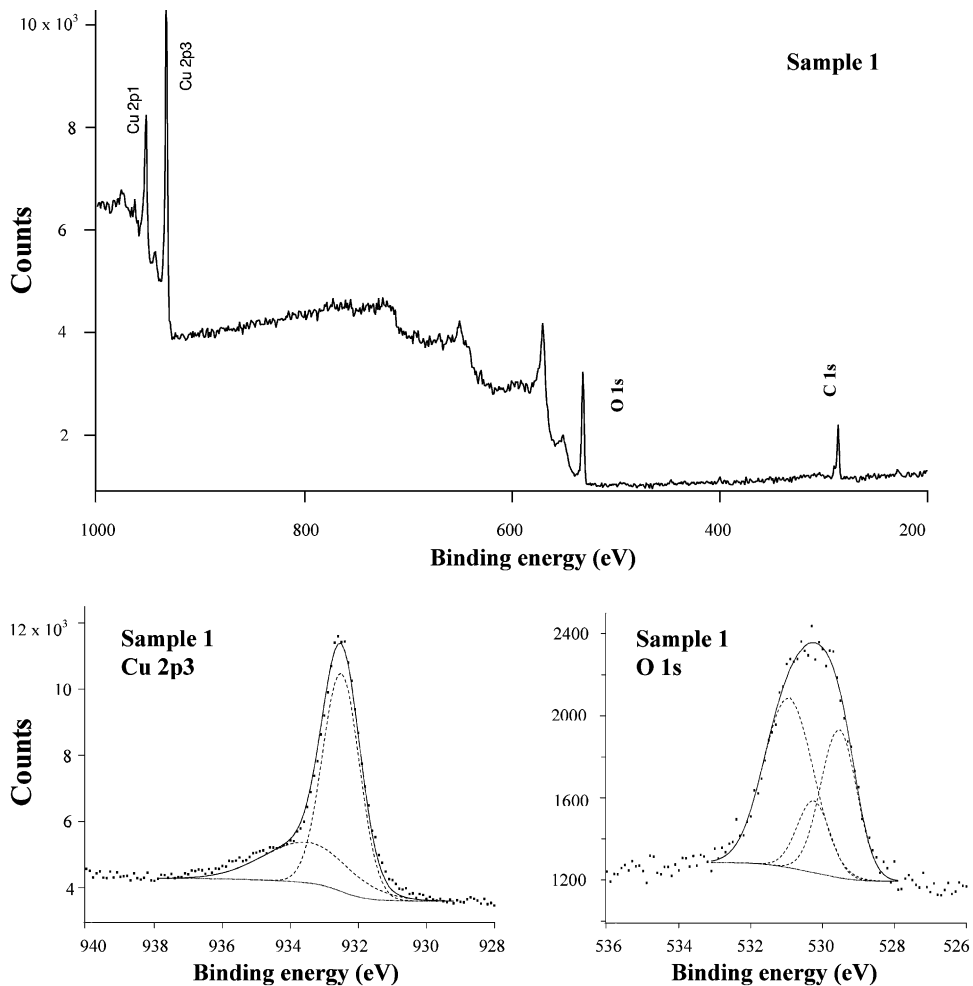 10 x 10³
8
6
4
2
Counts
Cu 2p1
Cu 2p3
Sample 1
O 1s
C 1s
1000
800
600
400
200
Binding energy (eV)
12 x 10³
10
8
6
4
Counts
Sample 1
Cu 2p3
940
938
936
934
932
930
928
Binding energy (eV)
2400
2000
1600
1200
Sample 1
O 1s
536
534
532
530
528
526
Binding energy (eV)